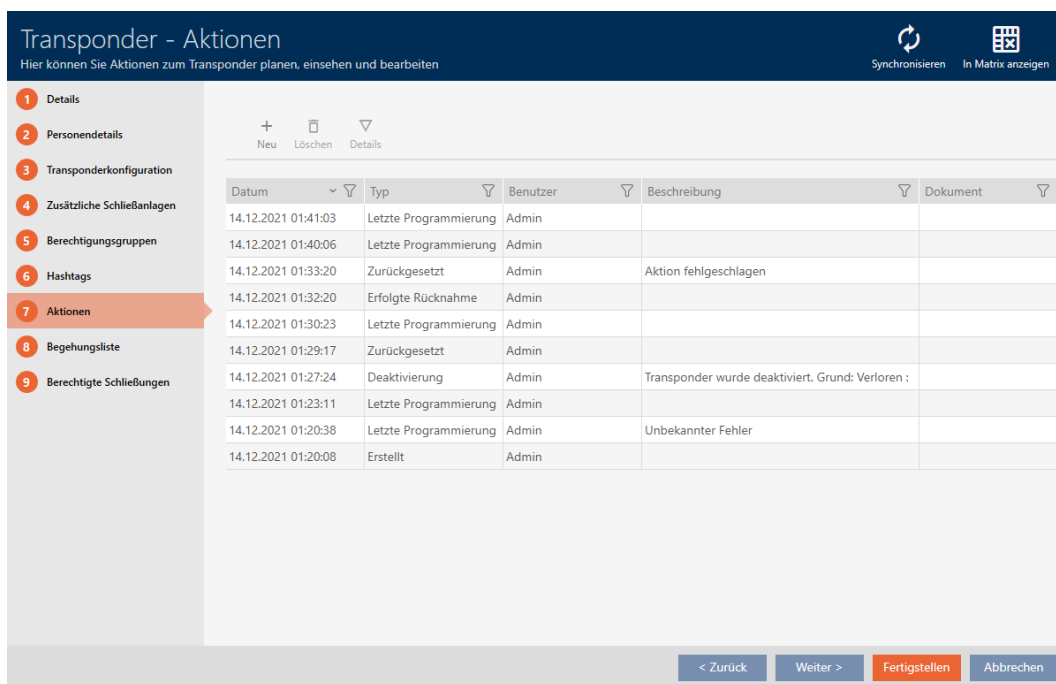 Transponder - Aktionen
Hier können Sie Aktionen zum Transponder planen, einsehen und bearbeiten
Synchronisieren
In Matrix anzeigen
1 Details
2 Personendetails
3 Transponderkonfiguration
4 Zusätzliche Schließanlagen
5 Berechtigungsgruppen
6 Hashtags
7 Aktionen
8 Begehungsliste
9 Berechtigte Schließungen
Neu Löschen Details
Datum Typ Benutzer Beschreibung Dokument
14.12.2021 01:41:03 Letzte Programmierung Admin
14.12.2021 01:40:06 Letzte Programmierung Admin
14.12.2021 01:33:20 Zurückgesetzt Admin Aktion fehlgeschlagen
14.12.2021 01:32:20 Erfolgte Rücknahme Admin
14.12.2021 01:30:23 Letzte Programmierung Admin
14.12.2021 01:29:17 Zurückgesetzt Admin
14.12.2021 01:27:24 Deaktivierung Admin Transponder wurde deaktiviert. Grund: Verloren :
14.12.2021 01:23:11 Letzte Programmierung Admin
14.12.2021 01:20:38 Letzte Programmierung Admin Unbekannter Fehler
14.12.2021 01:20:08 Erstellt Admin
< Zurück Weiter > Fertigstellen Abbrechen